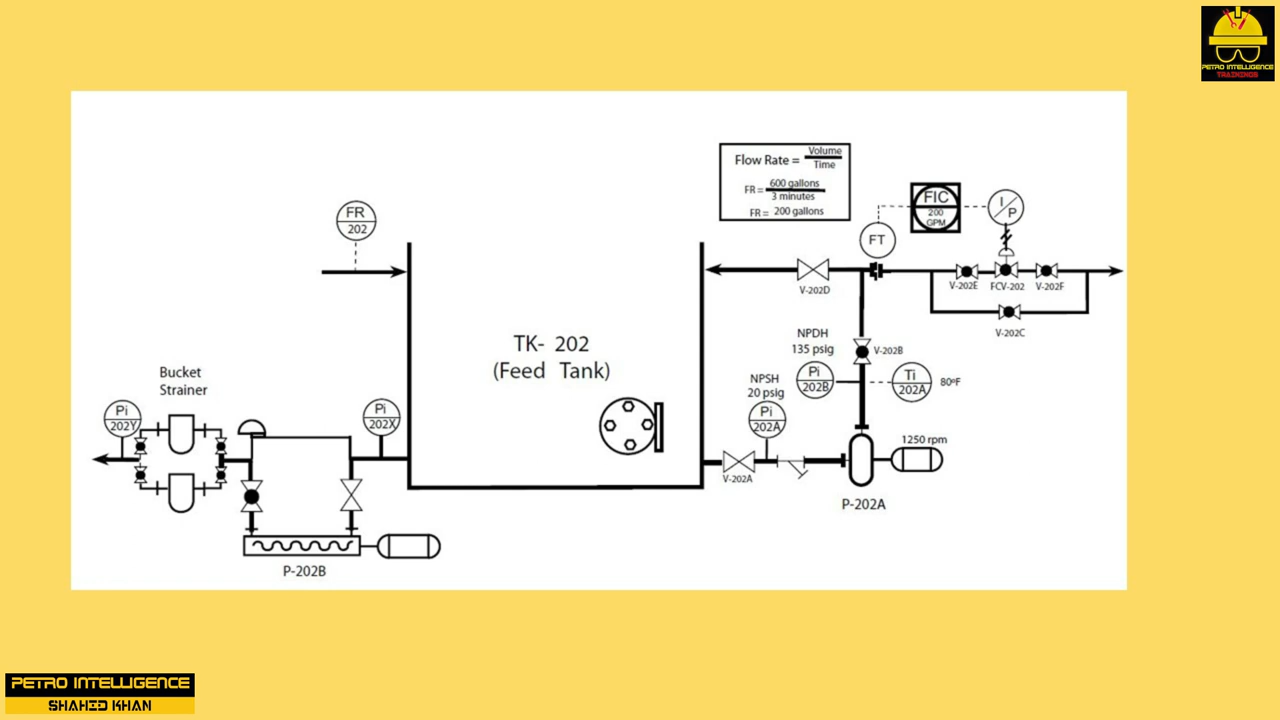 PETRO INTELLIGENCE
TRAININGS
Flow Rate = Volume
Time
FR = 600 gallons
3 minutes
FR = 200 gallons
FIC
200
GPM
I/P
FR
202
FT
V-202D
V-202E
FCV-202
V-202F
V-202C
TK- 202
(Feed Tank)
NPDH
135 psig
V-202B
Pi
202B
Ti
202A
80ºF
NPSH
20 psig
Pi
202A
V-202A
1250 rpm
P-202A
Bucket
Strainer
Pi
202Y
Pi
202X
P-202B
PETRO INTELLIGENCE
SHAHID KHAN